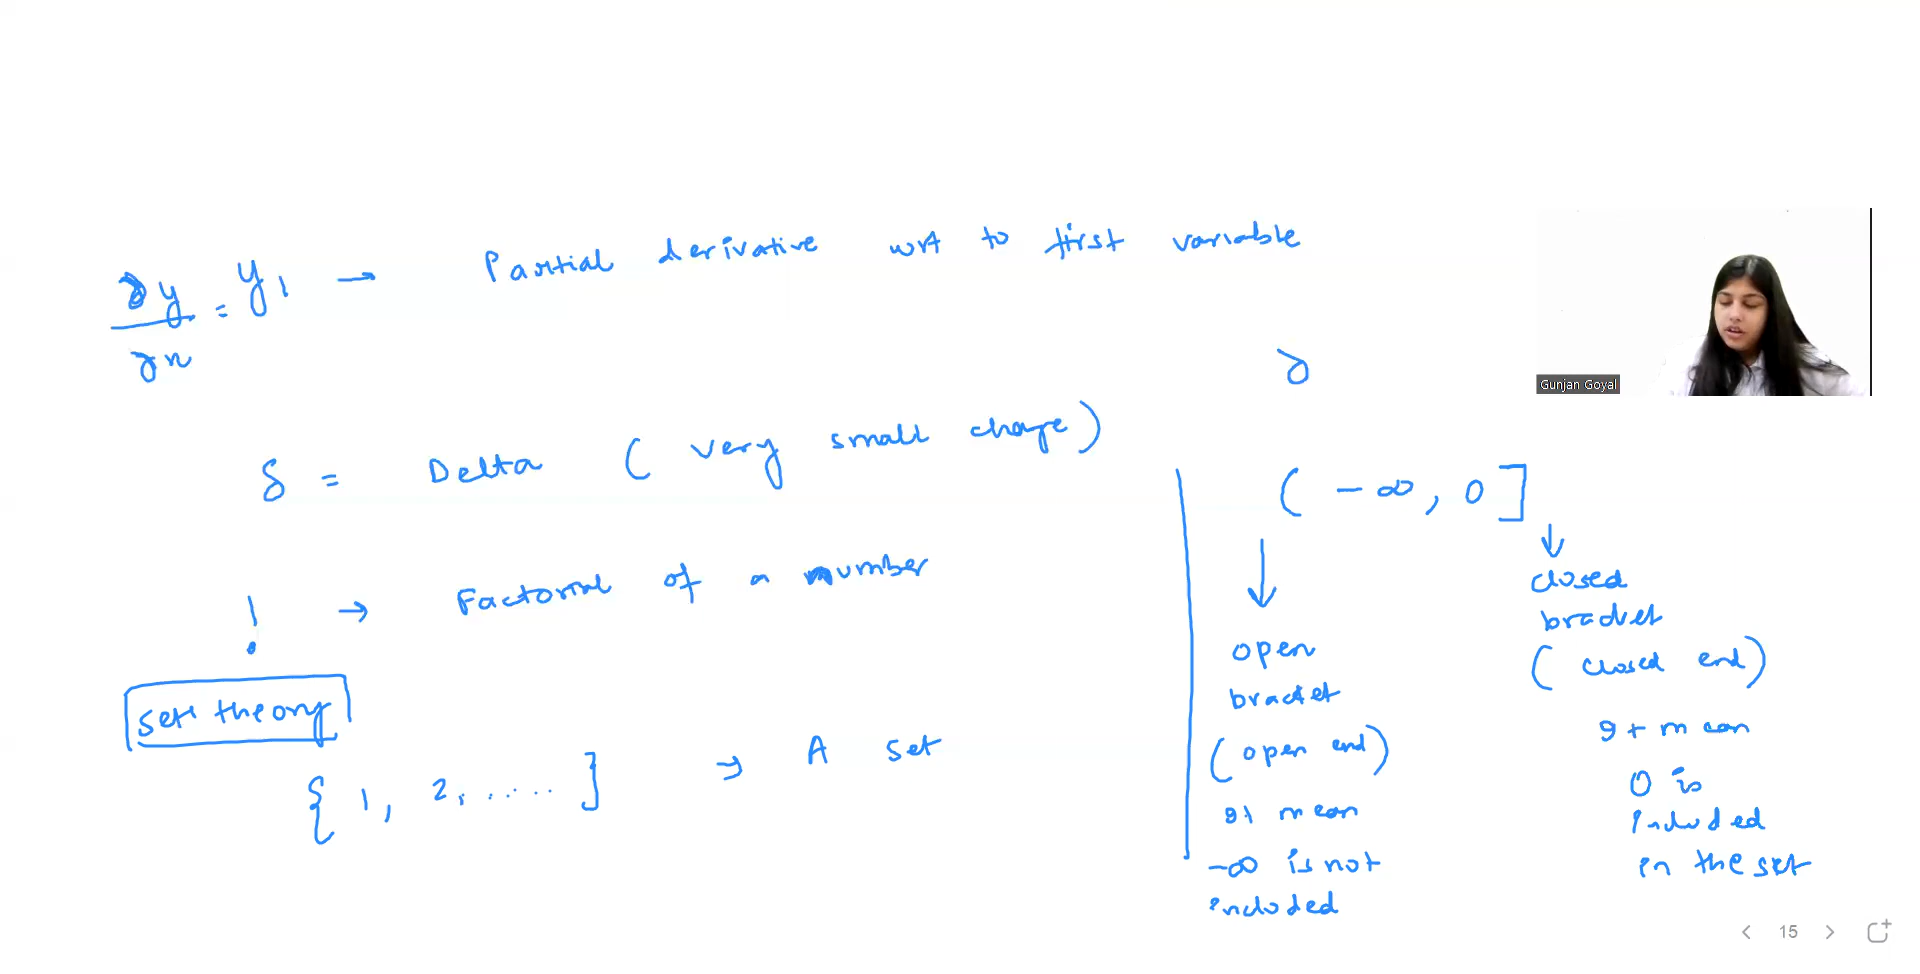 ∂y/∂x = y1 → Partial derivative wrt to first variable
∂
δ = Delta ( very small change )
! → Factorial of a number
set theory
{ 1, 2, ..... ] → A set
( -∞, 0 ]
↓
open
bracket
( open end )
It mean
-∞ is not
included
↓
closed
bracket
( closed end )
It mean
0 is
included
in the set
Gunjan Goyal
15